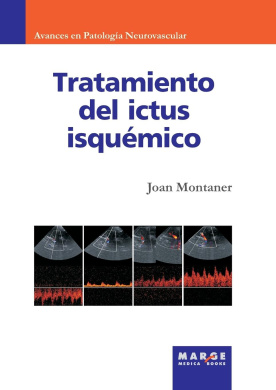 Avances en Patología Neurovascular
Tratamiento
del ictus
isquémico
Joan Montaner
MARGE
MEDICA BOOKS